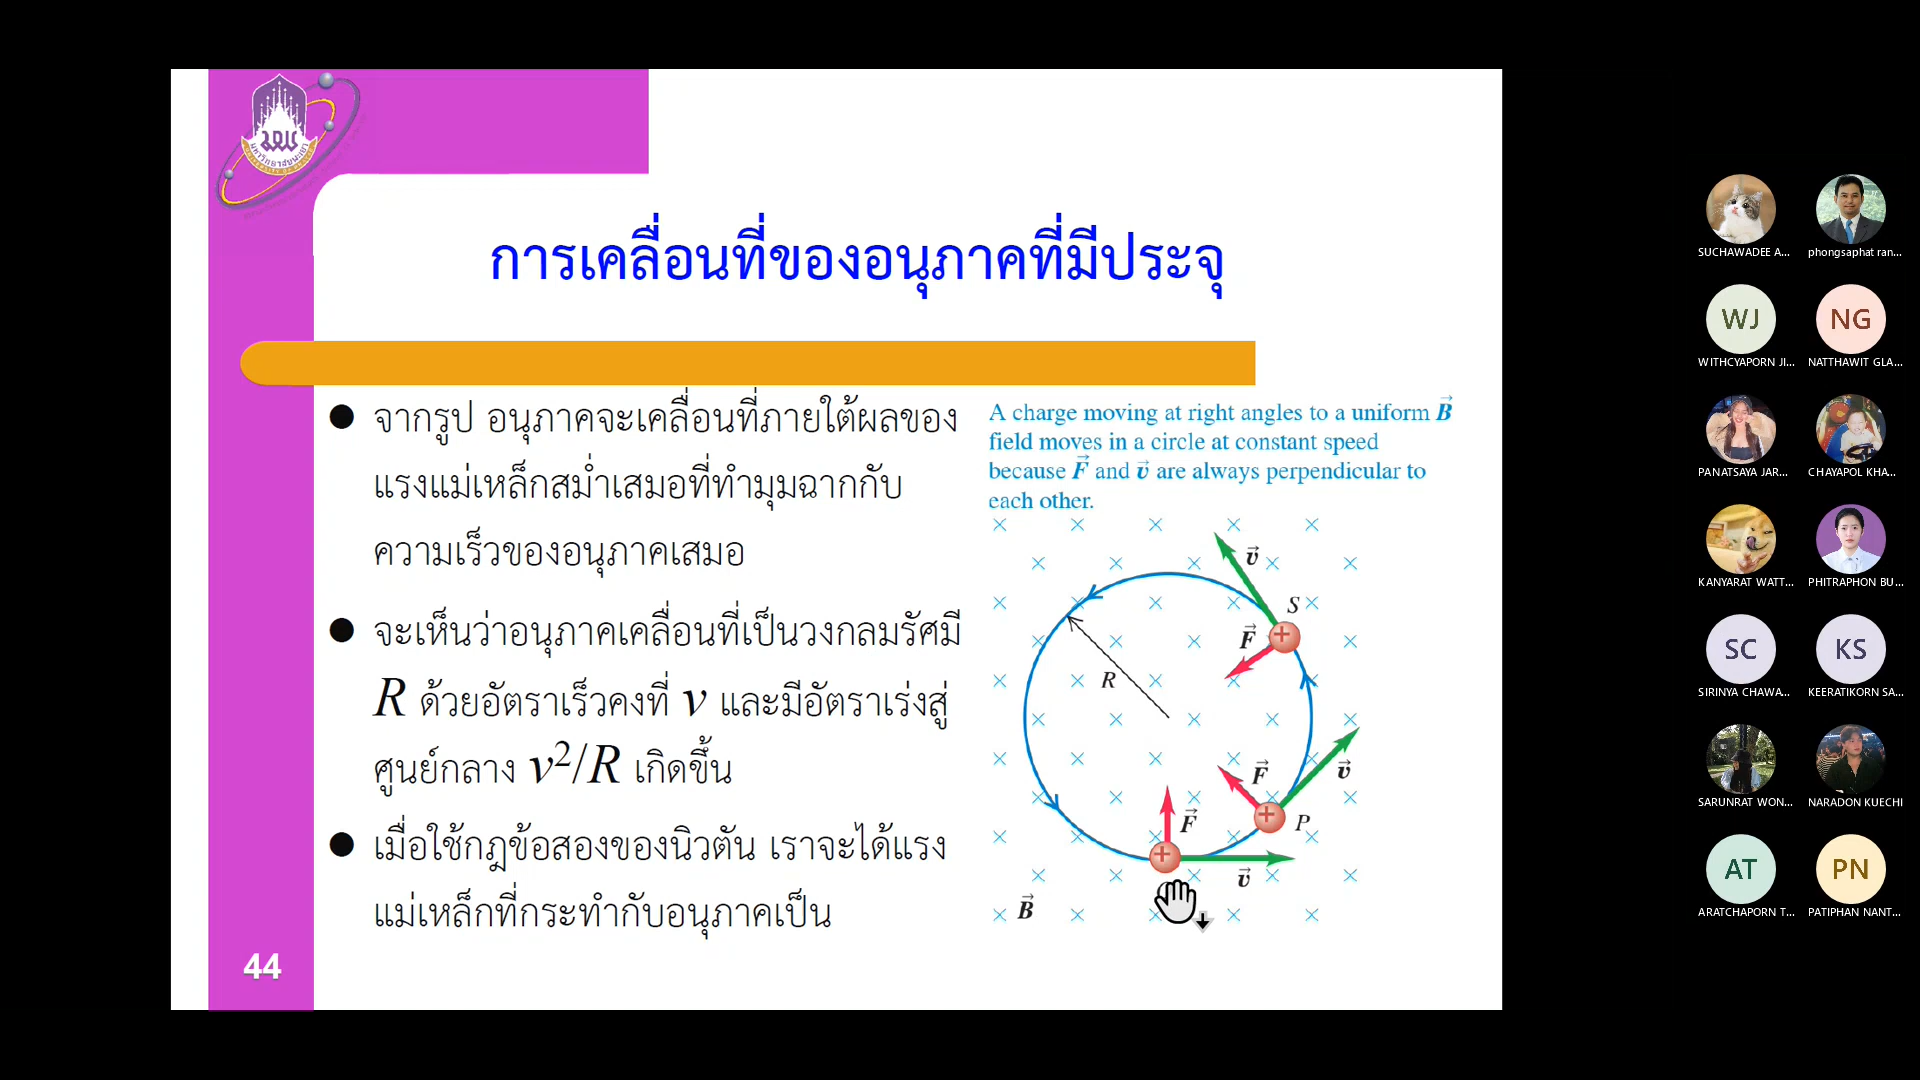 มหาวิทยาลัยพะเยา
การเคลื่อนที่ของอนุภาคที่มีประจุ
● จากรูป อนุภาคจะเคลื่อนที่ภายใต้ผลของ
แรงแม่เหล็กสม่ำเสมอที่ทำมุมฉากกับ
ความเร็วของอนุภาคเสมอ
● จะเห็นว่าอนุภาคเคลื่อนที่เป็นวงกลมรัศมี
R ด้วยอัตราเร็วคงที่ v และมีอัตราเร่งสู่
ศูนย์กลาง v²/R เกิดขึ้น
● เมื่อใช้กฎข้อสองของนิวตัน เราจะได้แรง
แม่เหล็กที่กระทำกับอนุภาคเป็น
44
A charge moving at right angles to a uniform B⃗
field moves in a circle at constant speed
because F⃗ and v⃗ are always perpendicular to
each other.
v⃗
S
F⃗
R
F⃗
v⃗
F⃗
P
v⃗
B⃗
SUCHAWADEE A...
phongsaphat ran...
WJ
NG
WITHCYAPORN JI...
NATTHAWIT GLA...
PANATSAYA JAR...
CHAYAPOL KHA...
KANYARAT WATT...
PHITRAPHON BU...
SC
KS
SIRINYA CHAWA...
KEERATIKORN SA...
SARUNRAT WON...
NARADON KUECHI
AT
PN
ARATCHAPORN T...
PATIPHAN NANT...